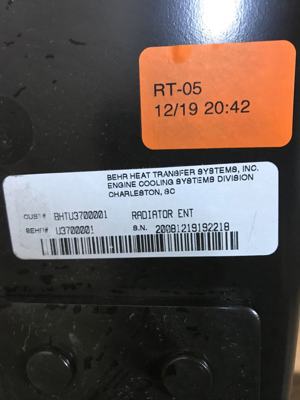 RT-05
12/19 20:42
BEHR HEAT TRANSFER SYSTEMS, INC.
ENGINE COOLING SYSTEMS DIVISION
CHARLESTON, SC
CUST# BHTU3700001 RADIATOR ENT
BEHR# U3700001 S.N. 20081219192218